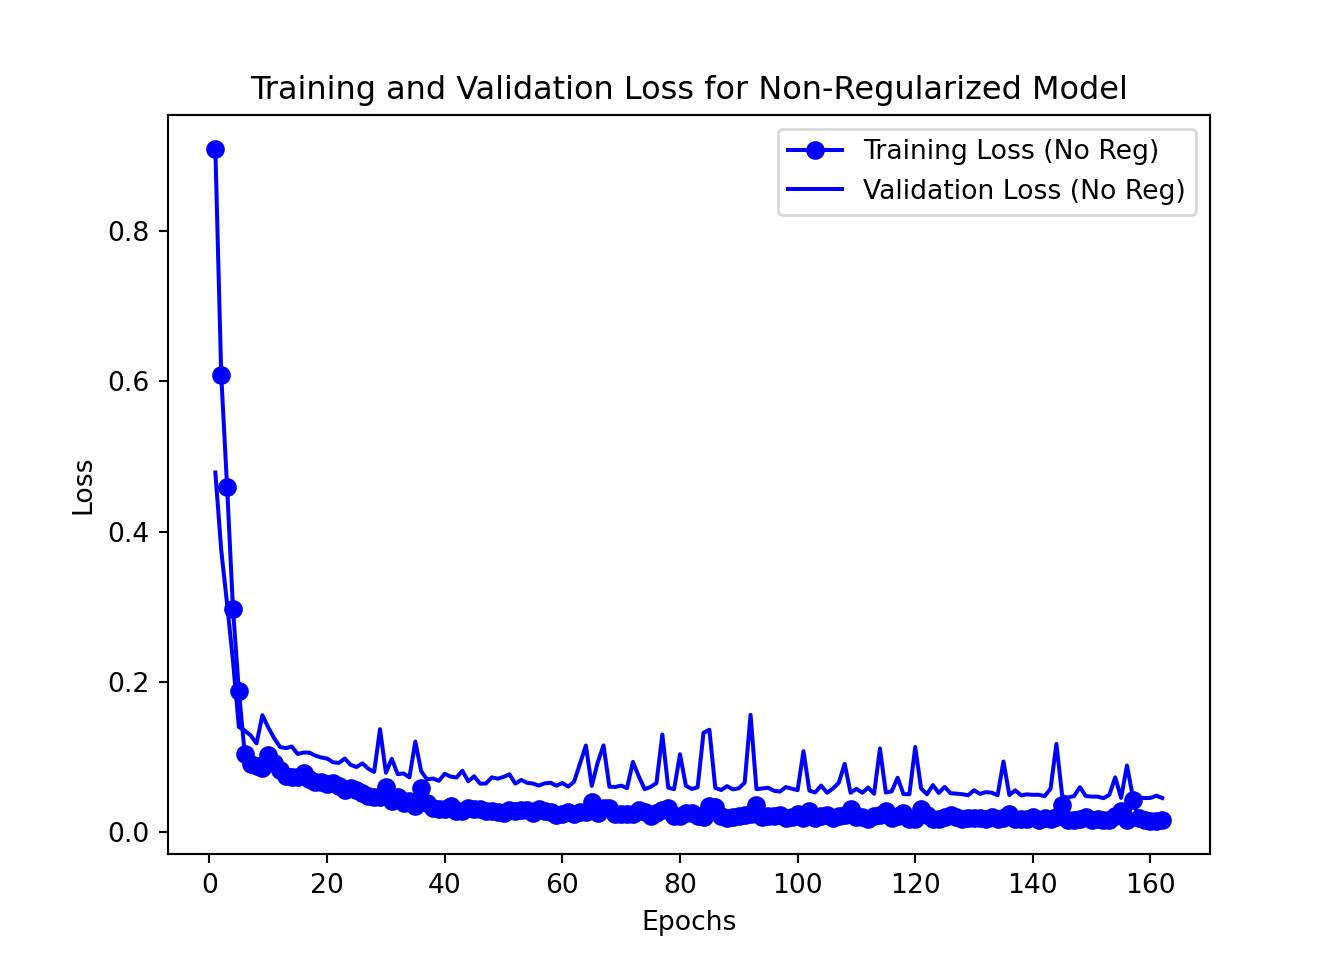 Training and Validation Loss for Non-Regularized Model
Training Loss (No Reg)
Validation Loss (No Reg)
Loss
0.8
0.6
0.4
0.2
0.0
0 20 40 60 80 100 120 140 160
Epochs